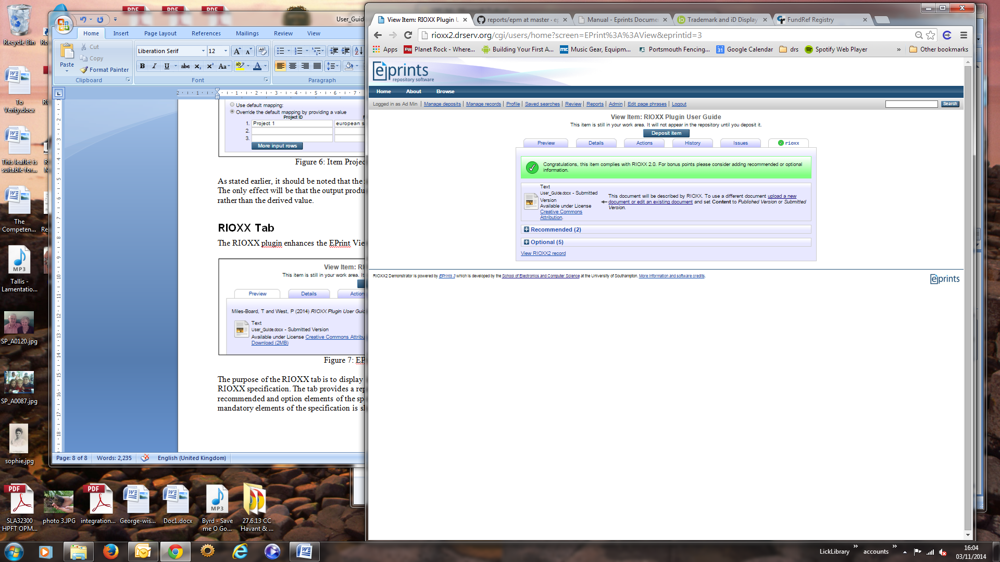 Recycle Bin
To Verity.docx
This leaflet is suitable for...
The Competen...
Tallis - Lamentatio...
SP_A0120.jpg
SP_A0087.jpg
sophie.jpg
SLA32300 HPFT OPM...
photo 3.JPG
integration...
George-wis...
Doc1.docx
Byrd - Save me O Go...
27.6.13 CC Havant & ...
PDF
PDF
PDF
User_Guid
Home Insert Page Layout References Mailings Review View
Paste
Cut
Copy
Format Painter
Clipboard
Liberation Serif 12
Font
Paragraph
Use default mapping:
Override the default mapping by providing a value
Project ID
1. Project 1 european s
2.
3.
More input rows
Figure 6: Item Projec
As stated earlier, it should be noted that the
The only effect will be that the output produ
rather than the derived value.
RIOXX Tab
The RIOXX plugin enhances the EPrint Vie
View Item: RI
This item is still in your work area. It
Preview Details Action
Miles-Board, T and West, P (2014) RIOXX Plugin User Guid
Text
User_Guide.docx - Submitted Version
Available under License Creative Commons Attribu
Download (2MB)
Figure 7: EP
The purpose of the RIOXX tab is to display
RIOXX specification. The tab provides a rep
recommended and option elements of the sp
mandatory elements of the specification is sh
Page: 8 of 8 Words: 2,235 English (United Kingdom)
View Item: RIOXX Plugin U
reports/epm at master · ep
Manual - Eprints Documen
Trademark and iD Display
FundRef Registry
rioxx2.drserv.org/cgi/users/home?screen=EPrint%3A%3AView&eprintid=3
Apps Planet Rock - Where... Building Your First A... Music Gear, Equipm... Portsmouth Fencing... Google Calendar drs Spotify Web Player » Other bookmarks
eprints
repository software
Home About Browse
Logged in as Ad Min | Manage deposits | Manage records | Profile | Saved searches | Review | Reports | Admin | Edit page phrases | Logout
Search
View Item: RIOXX Plugin User Guide
This item is still in your work area. It will not appear in the repository until you deposit it.
Deposit item
Preview Details Actions History Issues rioxx
Congratulations, this item complies with RIOXX 2.0. For bonus points please consider adding recommended or optional
information.
Text
User_Guide.docx - Submitted
Version
Available under License
Creative Commons
Attribution.
This document will be described by RIOXX. To use a different document upload a new
document or edit an existing document and set Content to Published Version or Submitted
Version.
Recommended (2)
Optional (5)
View RIOXX2 record
RIOXX2 Demonstrator is powered by EPrints 3 which is developed by the School of Electronics and Computer Science at the University of Southampton. More information and software credits.
eprints
LickLibrary » accounts »
16:04
03/11/2014